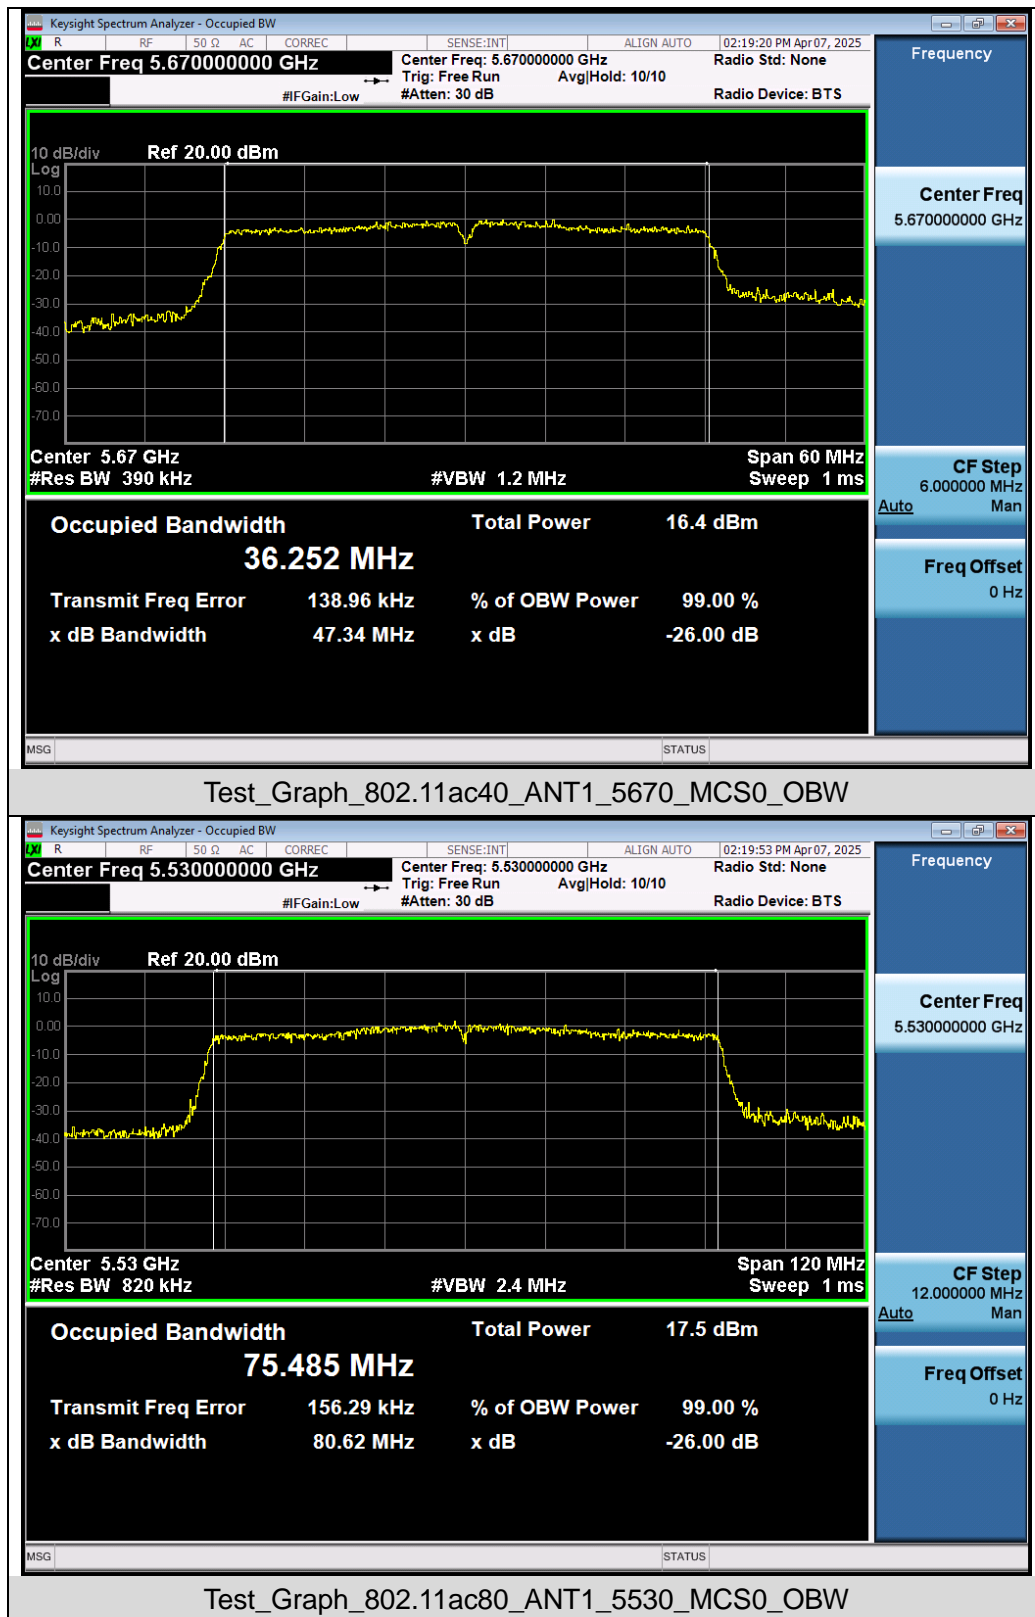 Keysight Spectrum Analyzer - Occupied BW
LXI R RF 50 Ω AC CORREC SENSE:INT ALIGN AUTO 02:19:20 PM Apr 07, 2025
Center Freq 5.670000000 GHz
Center Freq: 5.670000000 GHz
Radio Std: None
Trig: Free Run Avg|Hold: 10/10
#IFGain:Low #Atten: 30 dB Radio Device: BTS
Frequency
10 dB/div Ref 20.00 dBm
Log
10.0
0.00
-10.0
-20.0
-30.0
-40.0
-50.0
-60.0
-70.0
Center Freq
5.670000000 GHz
Center 5.67 GHz Span 60 MHz
#Res BW 390 kHz #VBW 1.2 MHz Sweep 1 ms
CF Step
6.000000 MHz
Auto Man
Freq Offset
0 Hz
Occupied Bandwidth Total Power 16.4 dBm
36.252 MHz
Transmit Freq Error 138.96 kHz % of OBW Power 99.00 %
x dB Bandwidth 47.34 MHz x dB -26.00 dB
MSG STATUS
Test_Graph_802.11ac40_ANT1_5670_MCS0_OBW
Keysight Spectrum Analyzer - Occupied BW
LXI R RF 50 Ω AC CORREC SENSE:INT ALIGN AUTO 02:19:53 PM Apr 07, 2025
Center Freq 5.530000000 GHz
Center Freq: 5.530000000 GHz
Radio Std: None
Trig: Free Run Avg|Hold: 10/10
#IFGain:Low #Atten: 30 dB Radio Device: BTS
Frequency
10 dB/div Ref 20.00 dBm
Log
10.0
0.00
-10.0
-20.0
-30.0
-40.0
-50.0
-60.0
-70.0
Center Freq
5.530000000 GHz
Center 5.53 GHz Span 120 MHz
#Res BW 820 kHz #VBW 2.4 MHz Sweep 1 ms
CF Step
12.000000 MHz
Auto Man
Freq Offset
0 Hz
Occupied Bandwidth Total Power 17.5 dBm
75.485 MHz
Transmit Freq Error 156.29 kHz % of OBW Power 99.00 %
x dB Bandwidth 80.62 MHz x dB -26.00 dB
MSG STATUS
Test_Graph_802.11ac80_ANT1_5530_MCS0_OBW